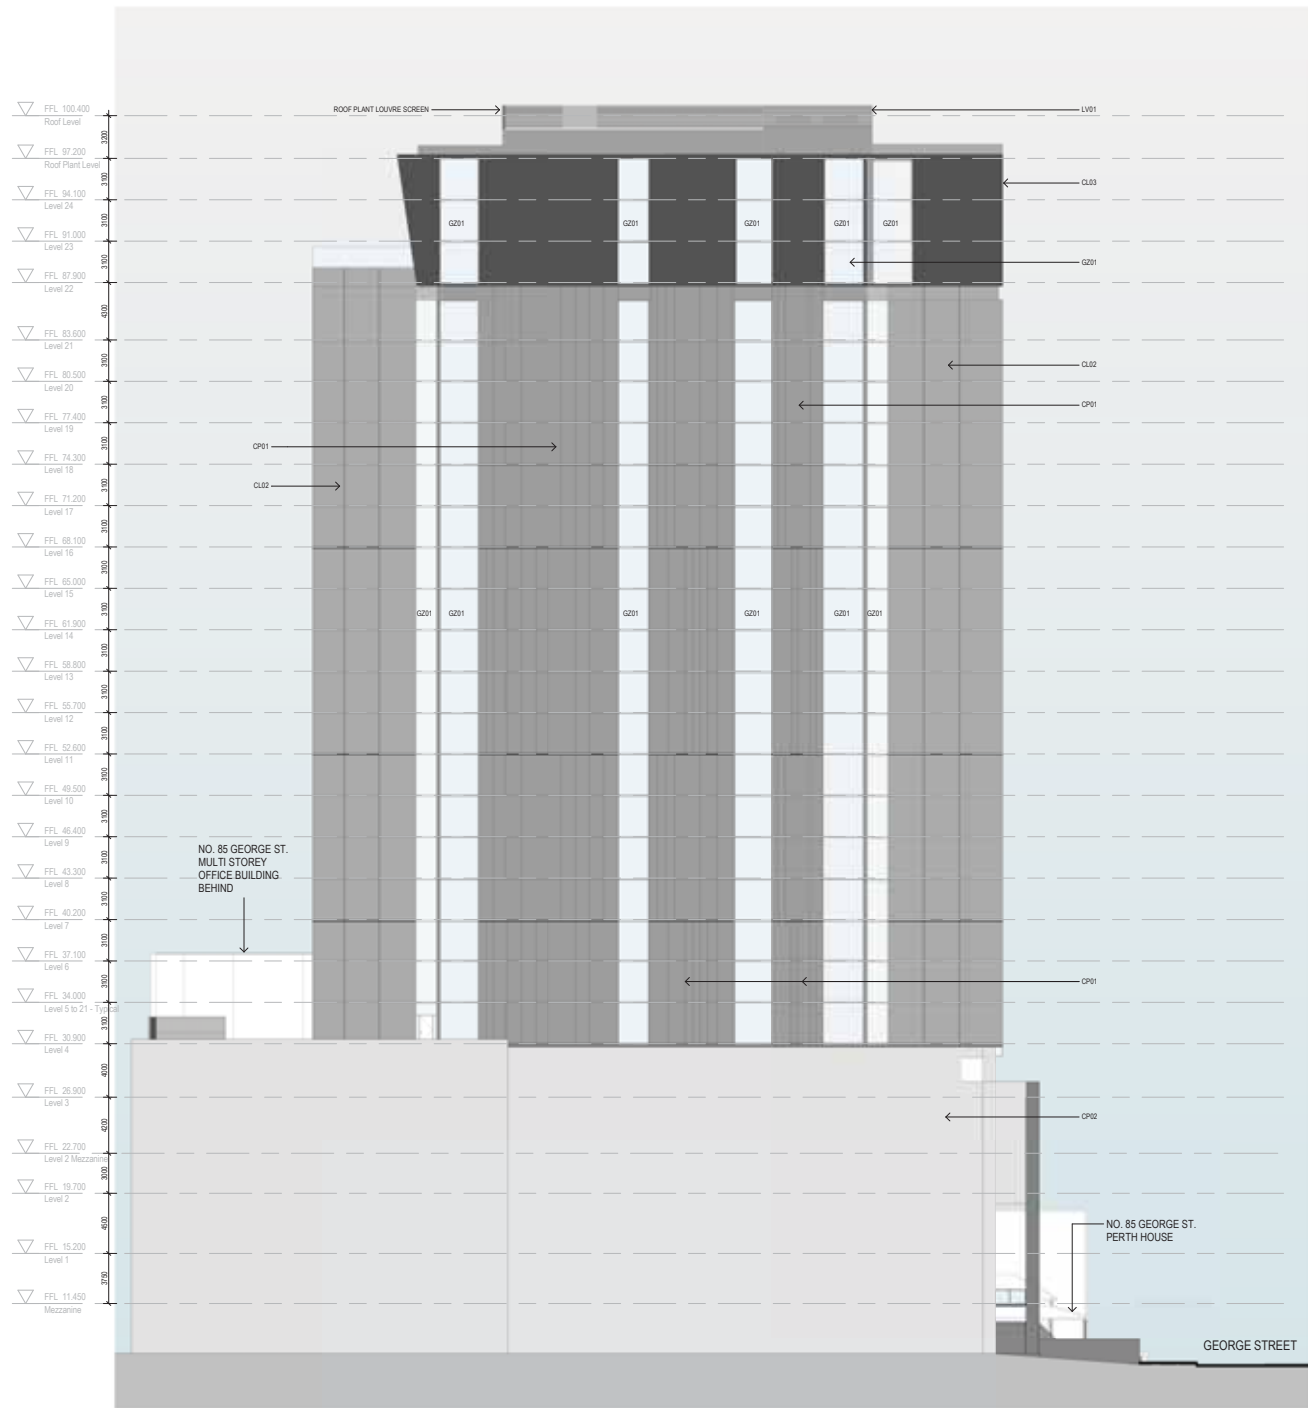 FFL 100.400
Roof Level
ROOF PLANT LOUVRE SCREEN
LV01
3200
FFL 97.200
Roof Plant Level
3100
CL03
FFL 94.100
Level 24
3100
GZ01 GZ01 GZ01 GZ01 GZ01
FFL 91.000
Level 23
3100
GZ01
FFL 87.900
Level 22
4300
FFL 83.600
Level 21
3100
CL02
FFL 80.500
Level 20
3100
CP01
FFL 77.400
Level 19
3100
CP01
FFL 74.300
Level 18
3100
CL02
FFL 71.200
Level 17
3100
FFL 68.100
Level 16
3100
FFL 65.000
Level 15
3100
GZ01 GZ01 GZ01 GZ01 GZ01 GZ01
FFL 61.900
Level 14
3100
FFL 58.800
Level 13
3100
FFL 55.700
Level 12
3100
FFL 52.600
Level 11
3100
FFL 49.500
Level 10
3100
FFL 46.400
Level 9
3100
NO. 85 GEORGE ST.
MULTI STOREY
OFFICE BUILDING
BEHIND
FFL 43.300
Level 8
3100
FFL 40.200
Level 7
3100
FFL 37.100
Level 6
3100
CP01
FFL 34.000
Level 5 to 21 - Typical
3100
FFL 30.900
Level 4
4000
FFL 26.900
Level 3
4200
CP02
FFL 22.700
Level 2 Mezzanine
3000
FFL 19.700
Level 2
4500
NO. 85 GEORGE ST.
PERTH HOUSE
FFL 15.200
Level 1
3750
FFL 11.450
Mezzanine
GEORGE STREET